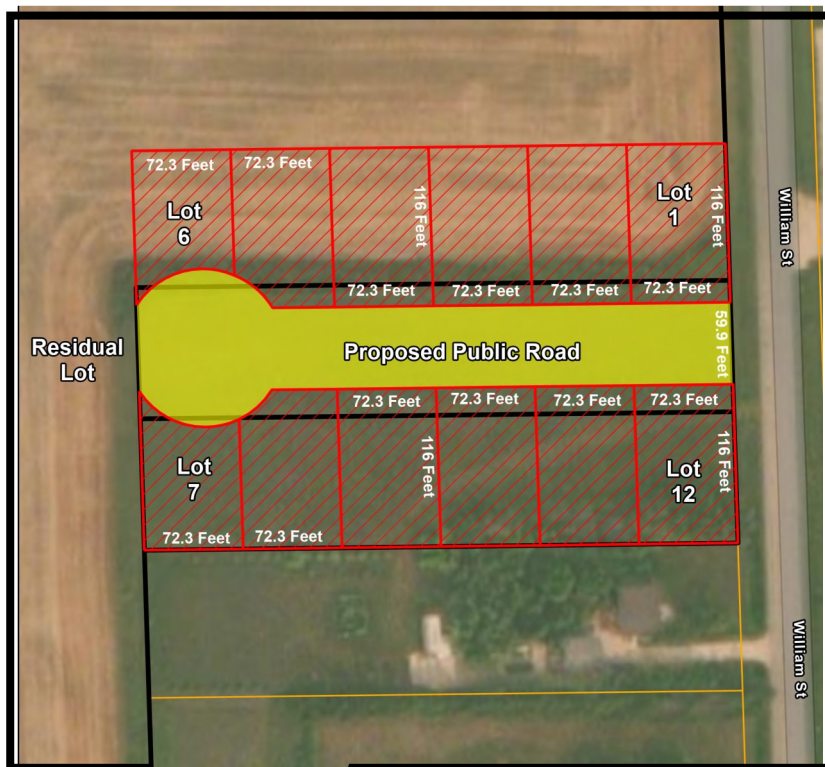 72.3 Feet
72.3 Feet
Lot
6
116 Feet
Lot
1
116 Feet
William St
72.3 Feet
72.3 Feet
72.3 Feet
72.3 Feet
Residual
Lot
Proposed Public Road
59.9 Feet
72.3 Feet
72.3 Feet
72.3 Feet
72.3 Feet
Lot
7
116 Feet
Lot
12
116 Feet
72.3 Feet
72.3 Feet
William St